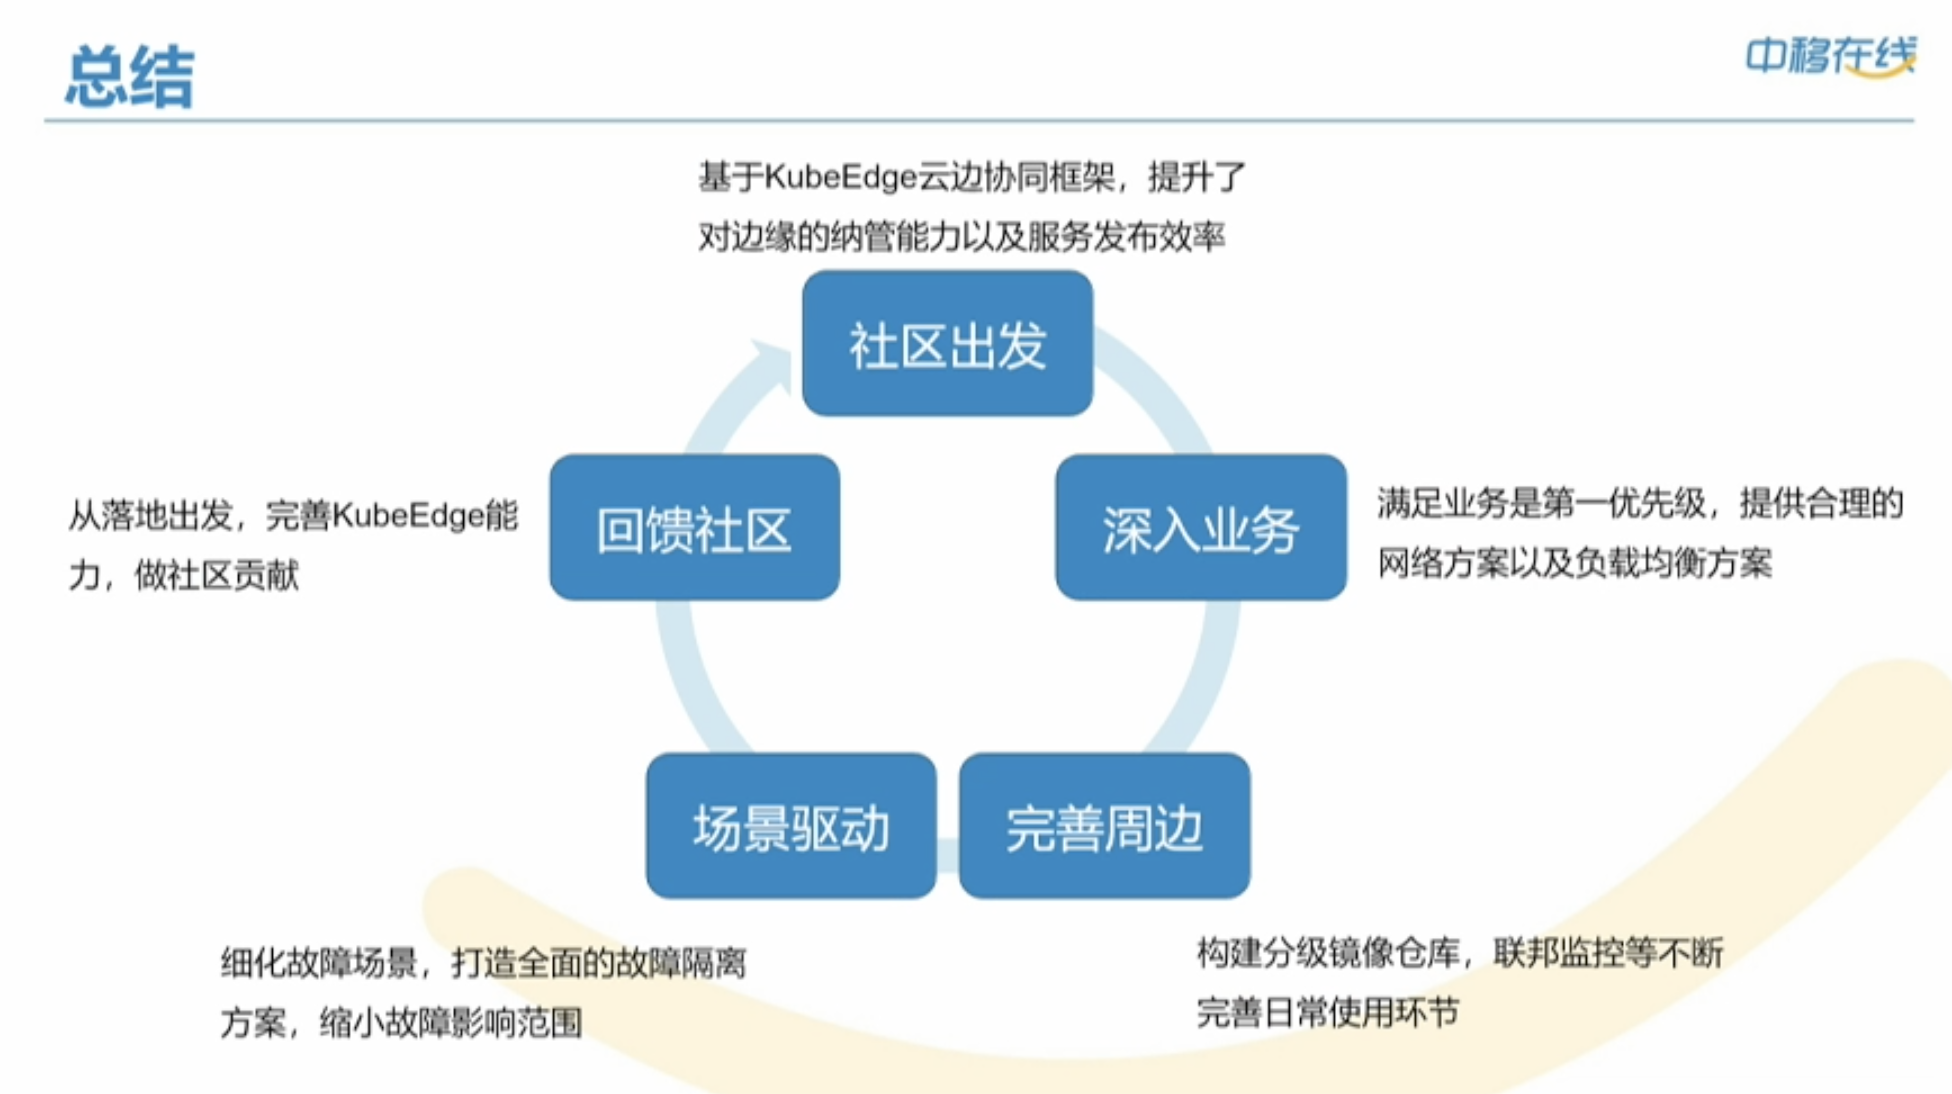 总结
中移在线
基于KubeEdge云边协同框架，提升了
对边缘的纳管能力以及服务发布效率
社区出发
深入业务
满足业务是第一优先级，提供合理的
网络方案以及负载均衡方案
完善周边
构建分级镜像仓库，联邦监控等不断
完善日常使用环节
场景驱动
细化故障场景，打造全面的故障隔离
方案，缩小故障影响范围
回馈社区
从落地出发，完善KubeEdge能
力，做社区贡献